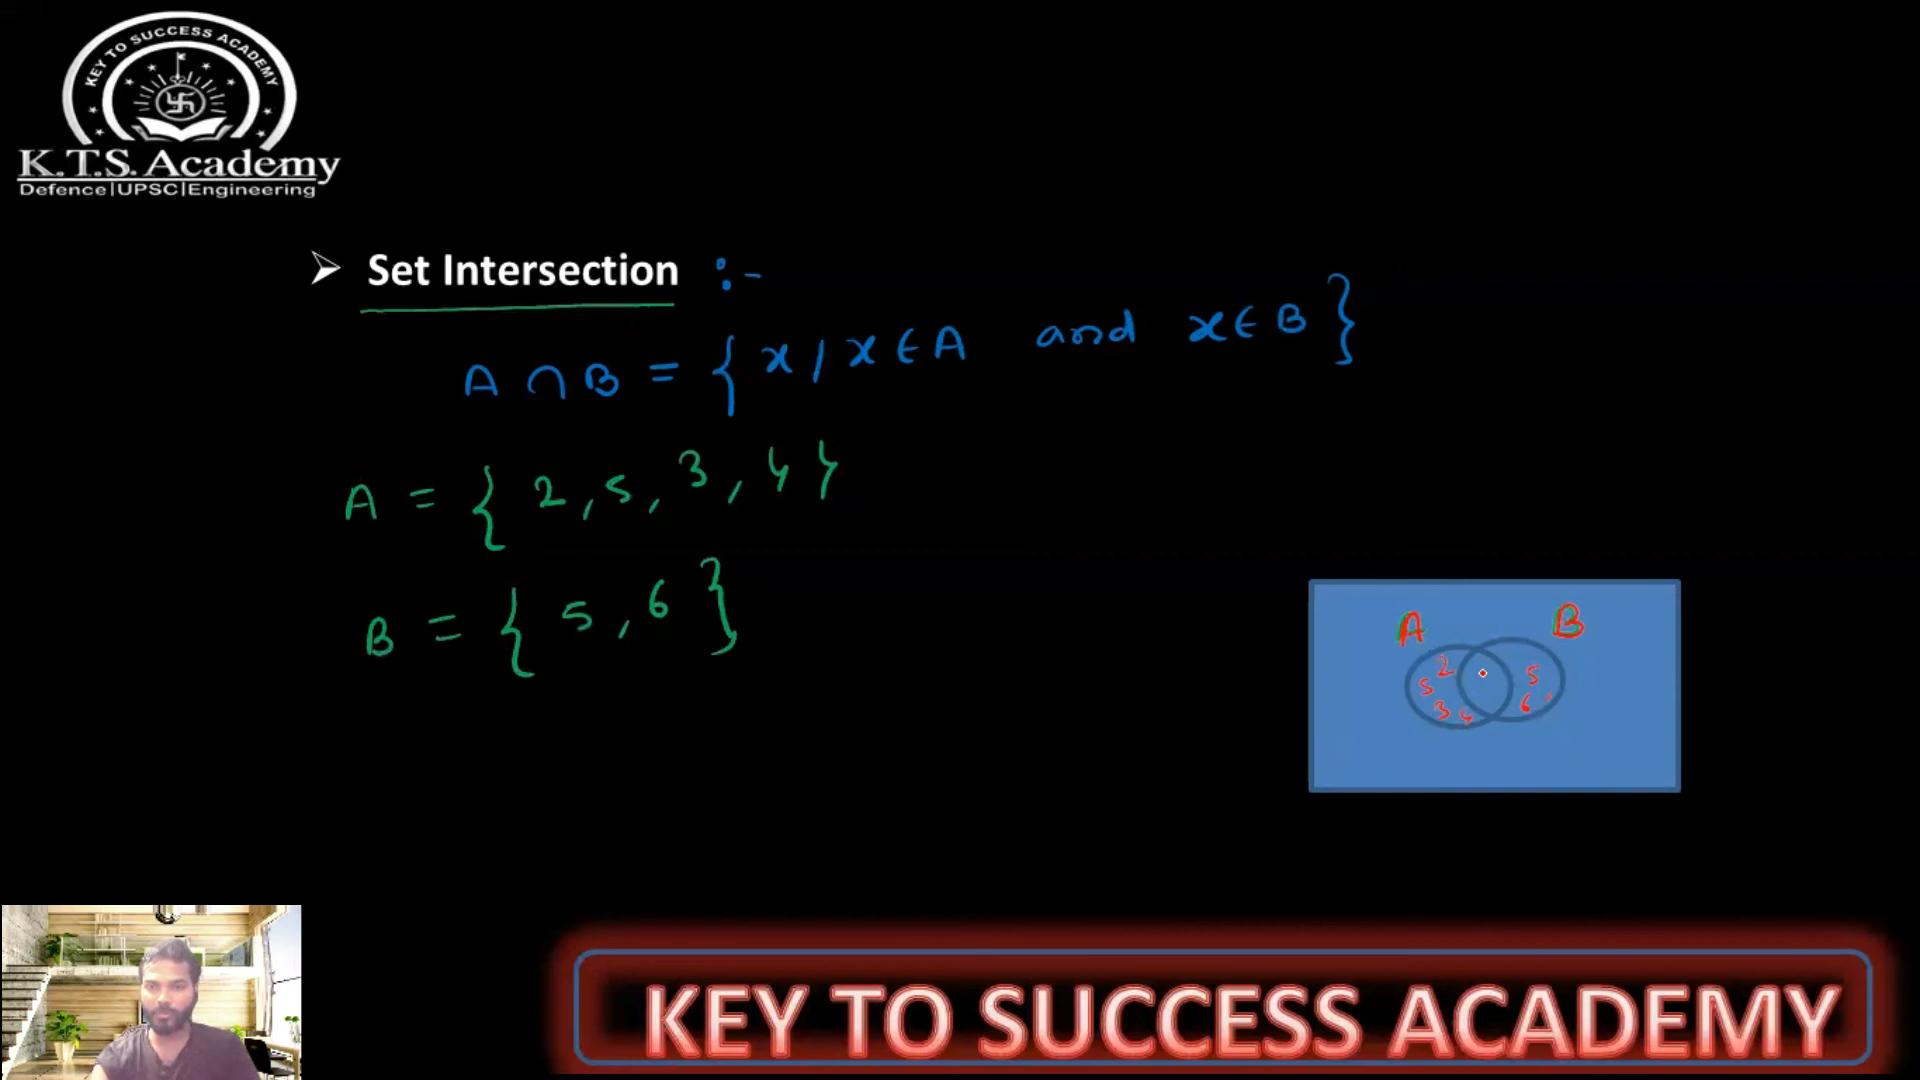 KEY TO SUCCESS ACADEMY
K.T.S. Academy
Defence|UPSC|Engineering
➢ Set Intersection :-
A ∩ B = { x / x ∈ A and x ∈ B }
A = { 2, 5, 3, 4 }
B = { 5, 6 }
A B
2 5
5 6
3 4
KEY TO SUCCESS ACADEMY